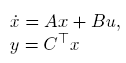 ẋ = Ax + Bu,
y = C⊤x